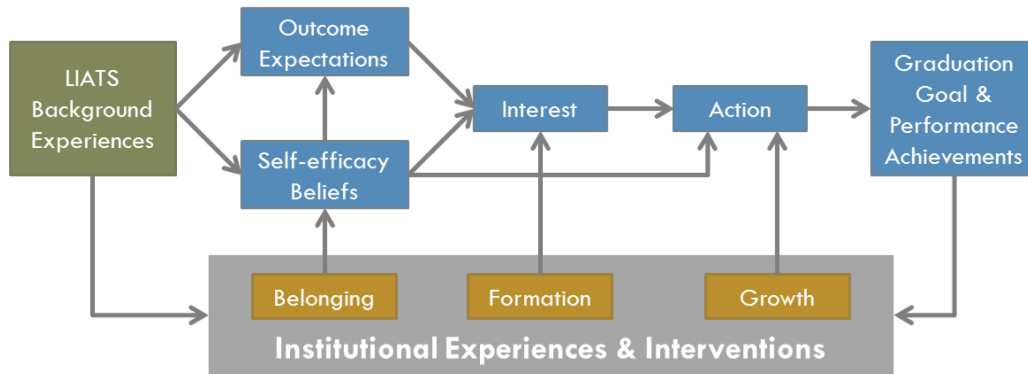 LIATS
Background
Experiences
Outcome
Expectations
Self-efficacy
Beliefs
Interest
Action
Graduation
Goal &
Performance
Achievements
Belonging
Formation
Growth
Institutional Experiences & Interventions